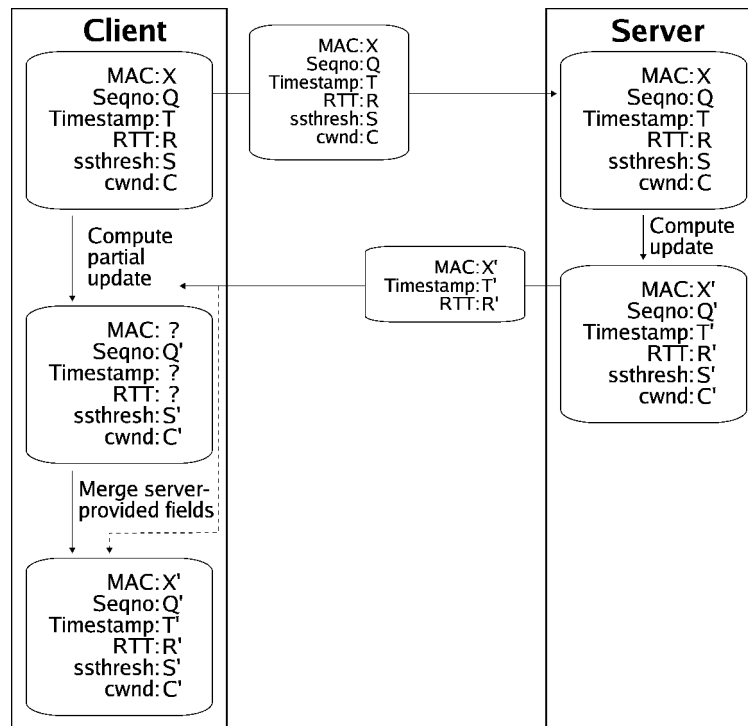 Client
MAC:X
Seqno:Q
Timestamp:T
RTT:R
ssthresh:S
cwnd:C
MAC:X
Seqno:Q
Timestamp:T
RTT:R
ssthresh:S
cwnd:C
Server
MAC:X
Seqno:Q
Timestamp:T
RTT:R
ssthresh:S
cwnd:C
Compute
partial
update
Compute
update
MAC:X'
Timestamp:T'
RTT:R'
MAC:X'
Seqno:Q'
Timestamp:T'
RTT:R'
ssthresh:S'
cwnd:C'
MAC: ?
Seqno:Q'
Timestamp: ?
RTT: ?
ssthresh:S'
cwnd:C'
Merge server-
provided fields
MAC:X'
Seqno:Q'
Timestamp:T'
RTT:R'
ssthresh:S'
cwnd:C'